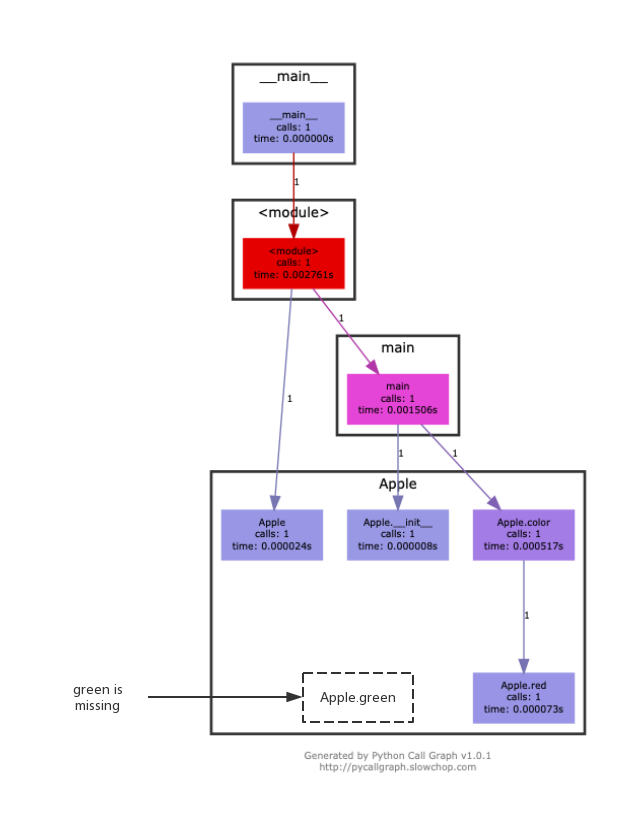 __main__
__main__
calls: 1
time: 0.000000s
1
<module>
<module>
calls: 1
time: 0.002761s
1
main
main
calls: 1
time: 0.001506s
1
1
1
Apple
Apple
calls: 1
time: 0.000024s
Apple.__init__
calls: 1
time: 0.000008s
Apple.color
calls: 1
time: 0.000517s
1
green is
missing
Apple.green
Apple.red
calls: 1
time: 0.000073s
Generated by Python Call Graph v1.0.1
http://pycallgraph.slowchop.com